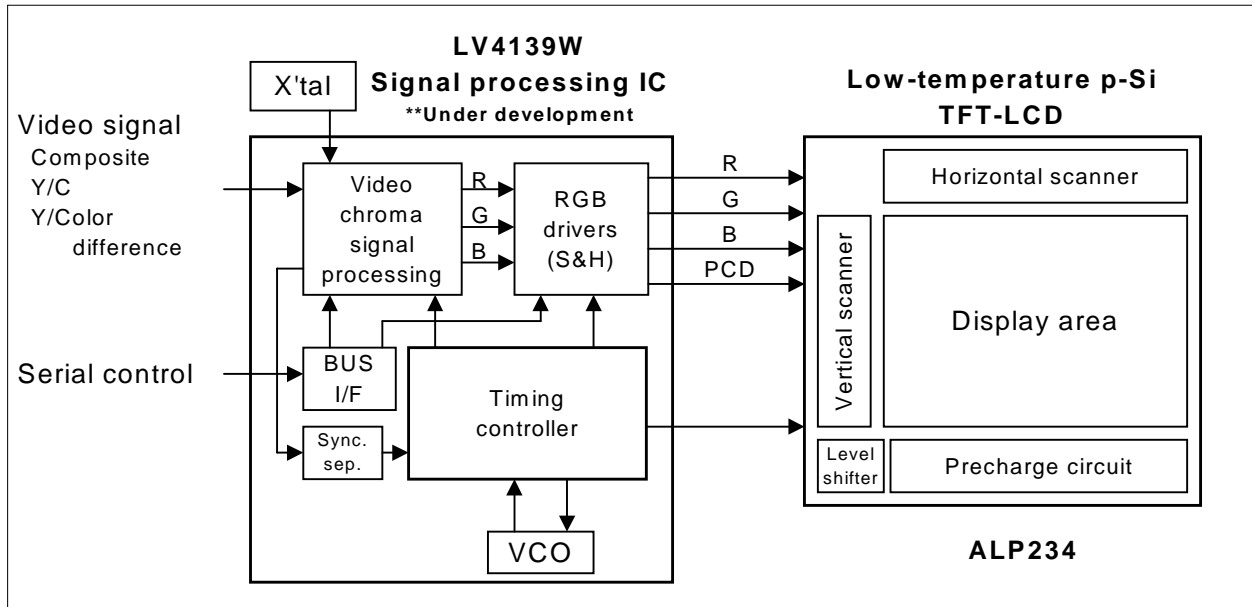 LV4139W
Signal processing IC
**Under development
X'tal
Low-temperature p-Si
TFT-LCD
Video signal
Composite
Y/C
Y/Color
difference
Video
chroma
signal
processing
R
G
B
RGB
drivers
(S&H)
R
G
B
PCD
Horizontal scanner
Vertical scanner
Display area
Serial control
BUS
I/F
Timing
controller
Sync.
sep.
Level
shifter
Precharge circuit
VCO
ALP234